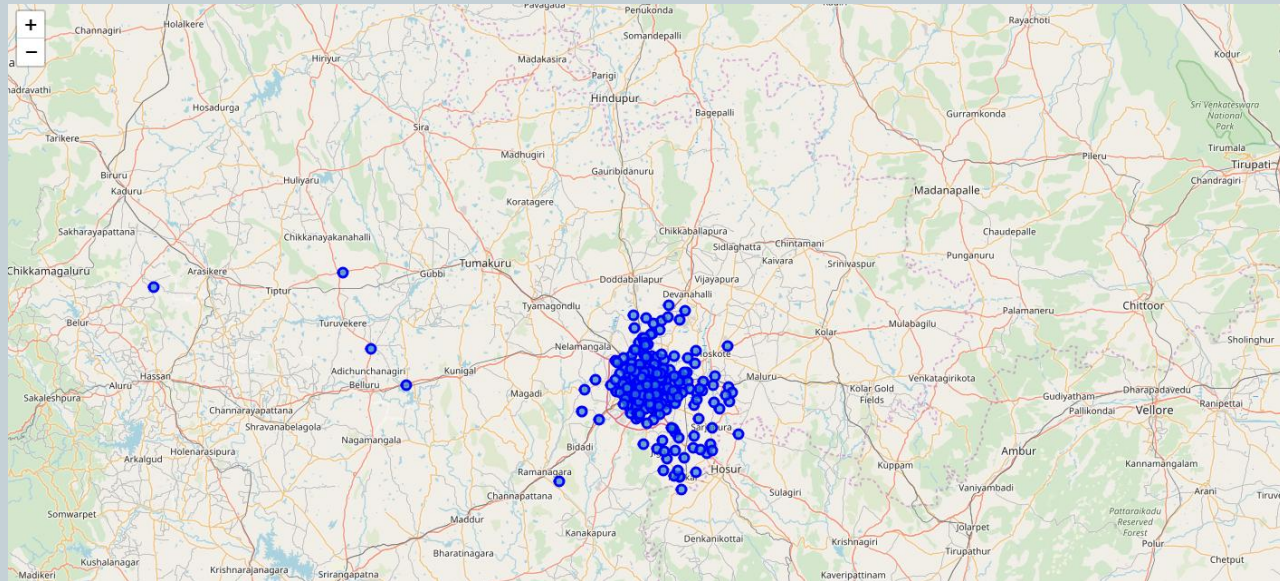 +
−
Channagiri
Holalkere
Pavagada
Penukonda
Somandepalli
Rayachoti
Kodur
Hiriyur
Madakasira
Parigi
Hindupur
Bagepalli
Hosadurga
Gurramkonda
Sri Venkateswara
National
Park
Tarikere
Sira
Madhugiri
Pileru
Tirumala
Tirupati
Biruru
Kaduru
Huliyaru
Gauribidanuru
Madanapalle
Chandragiri
Koratagere
Sakharayapattana
Chikkanayakanahalli
Chikkaballapura
Sidlaghatta
Chintamani
Chaudepalle
Chikkamagaluru
Arasikere
Gubbi
Tumakuru
Kaivara
Srinivaspur
Punganuru
Tiptur
Doddaballapur
Vijayapura
Devanahalli
Tyamagondlu
Chittoor
Belur
Turuvekere
Kolar
Mulabagilu
Palamaneru
Sholinghur
Nelamangala
oskote
Hassan
Aluru
Adichunchanagiri
Belluru
Kunigal
Maluru
Venkatagirikota
Sakaleshapura
Magadi
Kolar Gold
Fields
Gudiyatham
Dharapadavedu
Ranipettai
Channarayapattana
Shravanabelagola
Pallikondai
Vellore
Nagamangala
Bidadi
Arkalgud
Holenarasipura
Ambur
Ramanagara
Hosur
Kuppam
Kannamangalam
Somwarpet
Channapattana
Sulagiri
Vaniyambadi
Arani
Maddur
Pattaraikadu
Reserved
Forest
Kanakapura
Denkanikottai
Jolarpet
Krishnagiri
Bharatinagara
Tirupathur
Polur
Kushalanagar
Chetput
Madikeri
Krishnarajanagara
Srirangapatna
Kaveripattinam